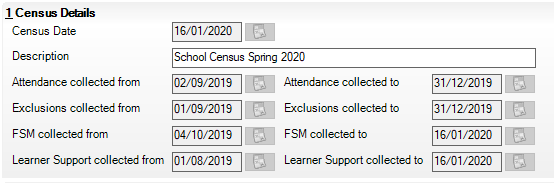 1 Census Details
Census Date 16/01/2020
Description School Census Spring 2020
Attendance collected from 02/09/2019 Attendance collected to 31/12/2019
Exclusions collected from 01/09/2019 Exclusions collected to 31/12/2019
FSM collected from 04/10/2019 FSM collected to 16/01/2020
Learner Support collected from 01/08/2019 Learner Support collected to 16/01/2020